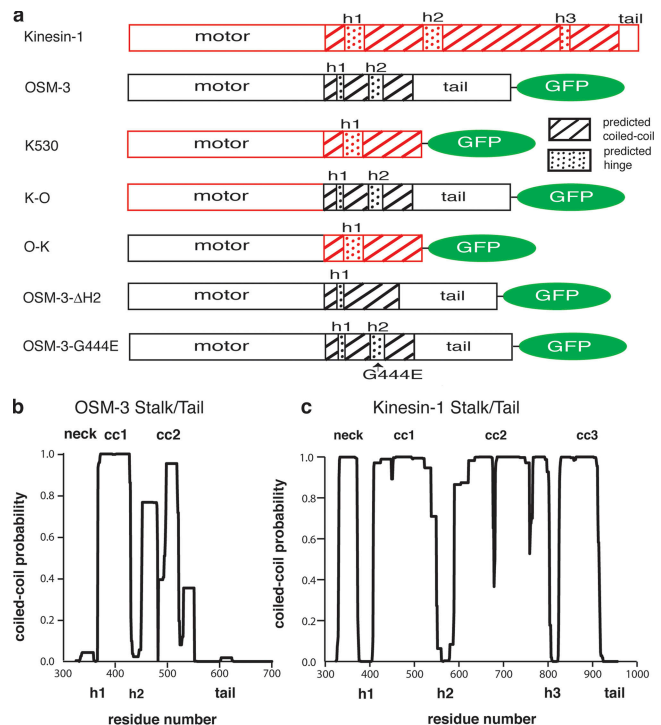 a
h1 h2 h3 tail
Kinesin-1 motor
h1 h2
OSM-3 motor tail GFP
h1
K530 motor GFP
predicted coiled-coil
predicted hinge
h1 h2
K-O motor tail GFP
h1
O-K motor GFP
h1
OSM-3-ΔH2 motor tail GFP
h1 h2
OSM-3-G444E motor tail GFP
G444E
b OSM-3 Stalk/Tail
neck cc1 cc2
coiled-coil probability
1.0
0.8
0.6
0.4
0.2
0.0
300 400 500 600 700
h1 h2 tail
residue number
c Kinesin-1 Stalk/Tail
neck cc1 cc2 cc3
coiled-coil probability
1.0
0.8
0.6
0.4
0.2
0.0
300 400 500 600 700 800 900 1000
h1 h2 h3 tail
residue number